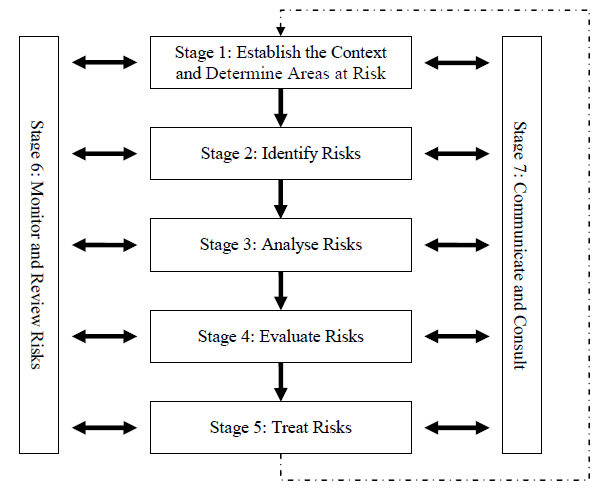 Stage 1: Establish the Context
and Determine Areas at Risk
Stage 2: Identify Risks
Stage 3: Analyse Risks
Stage 4: Evaluate Risks
Stage 5: Treat Risks
Stage 6: Monitor and Review Risks
Stage 7: Communicate and Consult